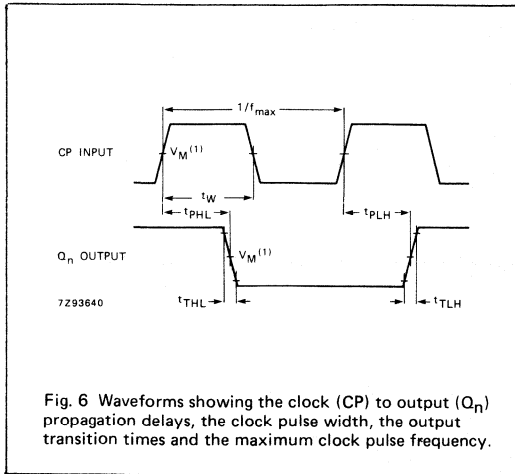 1/fmax
CP INPUT
VM(1)
tW
tPHL
tPLH
Qn OUTPUT
VM(1)
7Z93640
tTHL
tTLH
Fig. 6 Waveforms showing the clock (CP) to output (Qn)
propagation delays, the clock pulse width, the output
transition times and the maximum clock pulse frequency.